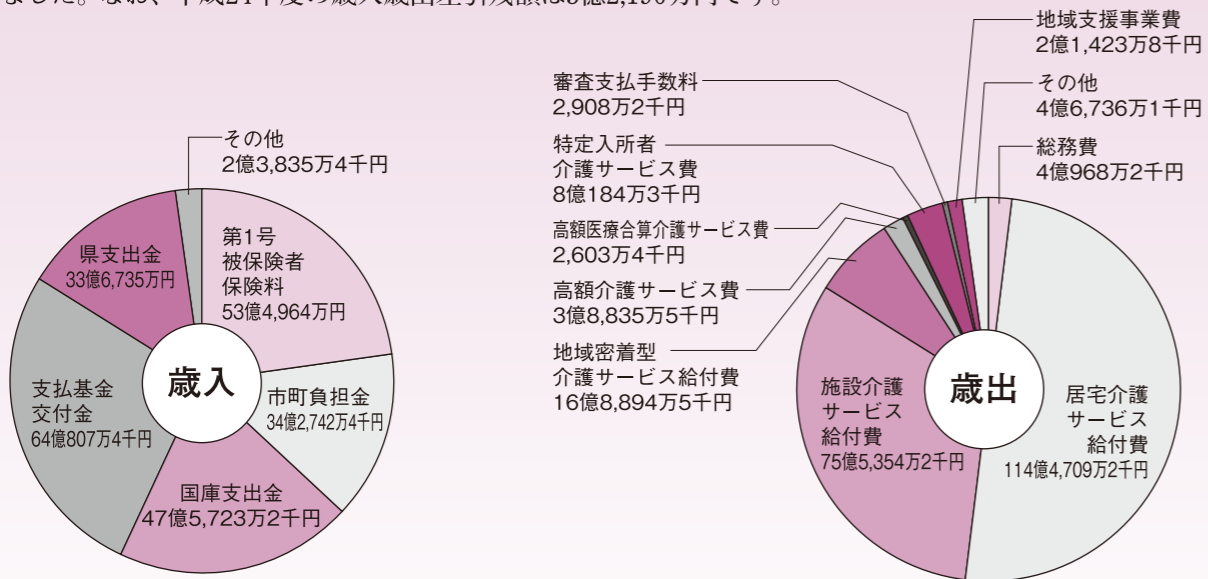 ました。なお、平成24年度の歳入歳出差引残額は
その他
2億3,835万4千円
第1号
被保険者
保険料
53億4,964万円
県支出金
33億6,735万円
支払基金
交付金
64億807万4千円
歳入
市町負担金
34億2,742万4千円
国庫支出金
47億5,723万2千円
地域支援事業費
2億1,423万8千円
その他
4億6,736万1千円
総務費
4億968万2千円
審査支払手数料
2,908万2千円
特定入所者
介護サービス費
8億184万3千円
高額医療合算介護サービス費
2,603万4千円
高額介護サービス費
3億8,835万5千円
地域密着型
介護サービス給付費
16億8,894万5千円
施設介護
サービス
給付費
75億5,354万2千円
歳出
居宅介護
サービス
給付費
114億4,709万2千円